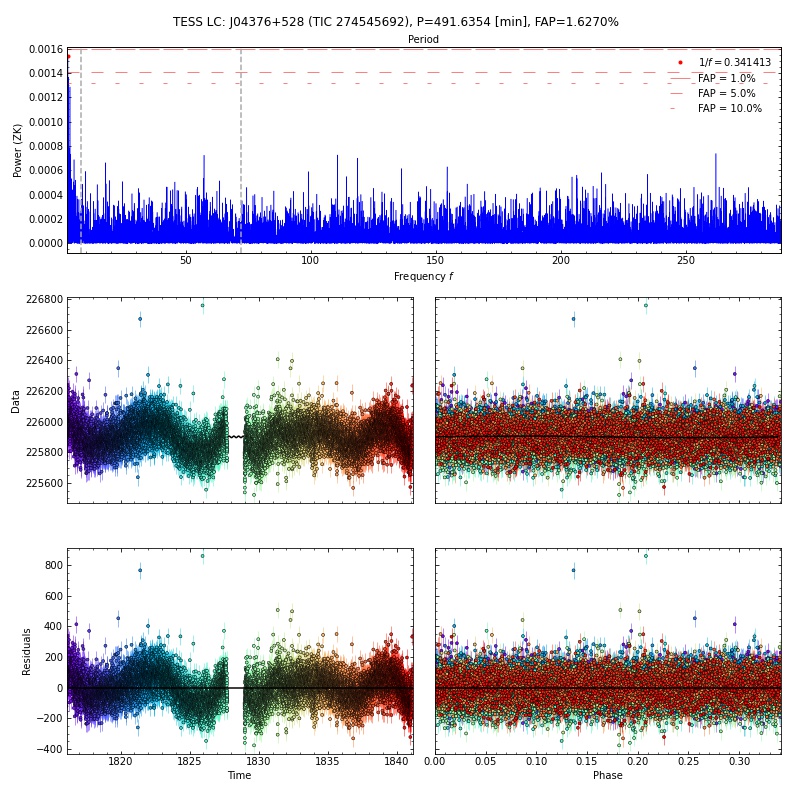 TESS LC: J04376+528 (TIC 274545692), P=491.6354 [min], FAP=1.6270%
Period
Power (ZK)
0.0016
0.0014
0.0012
0.0010
0.0008
0.0006
0.0004
0.0002
0.0000
1/f = 0.341413
FAP = 1.0%
FAP = 5.0%
FAP = 10.0%
50 100 150 200 250
Frequency f
Data
226800
226600
226400
226200
226000
225800
225600
Residuals
800
600
400
200
0
−200
−400
1820 1825 1830 1835 1840
Time
0.00 0.05 0.10 0.15 0.20 0.25 0.30
Phase